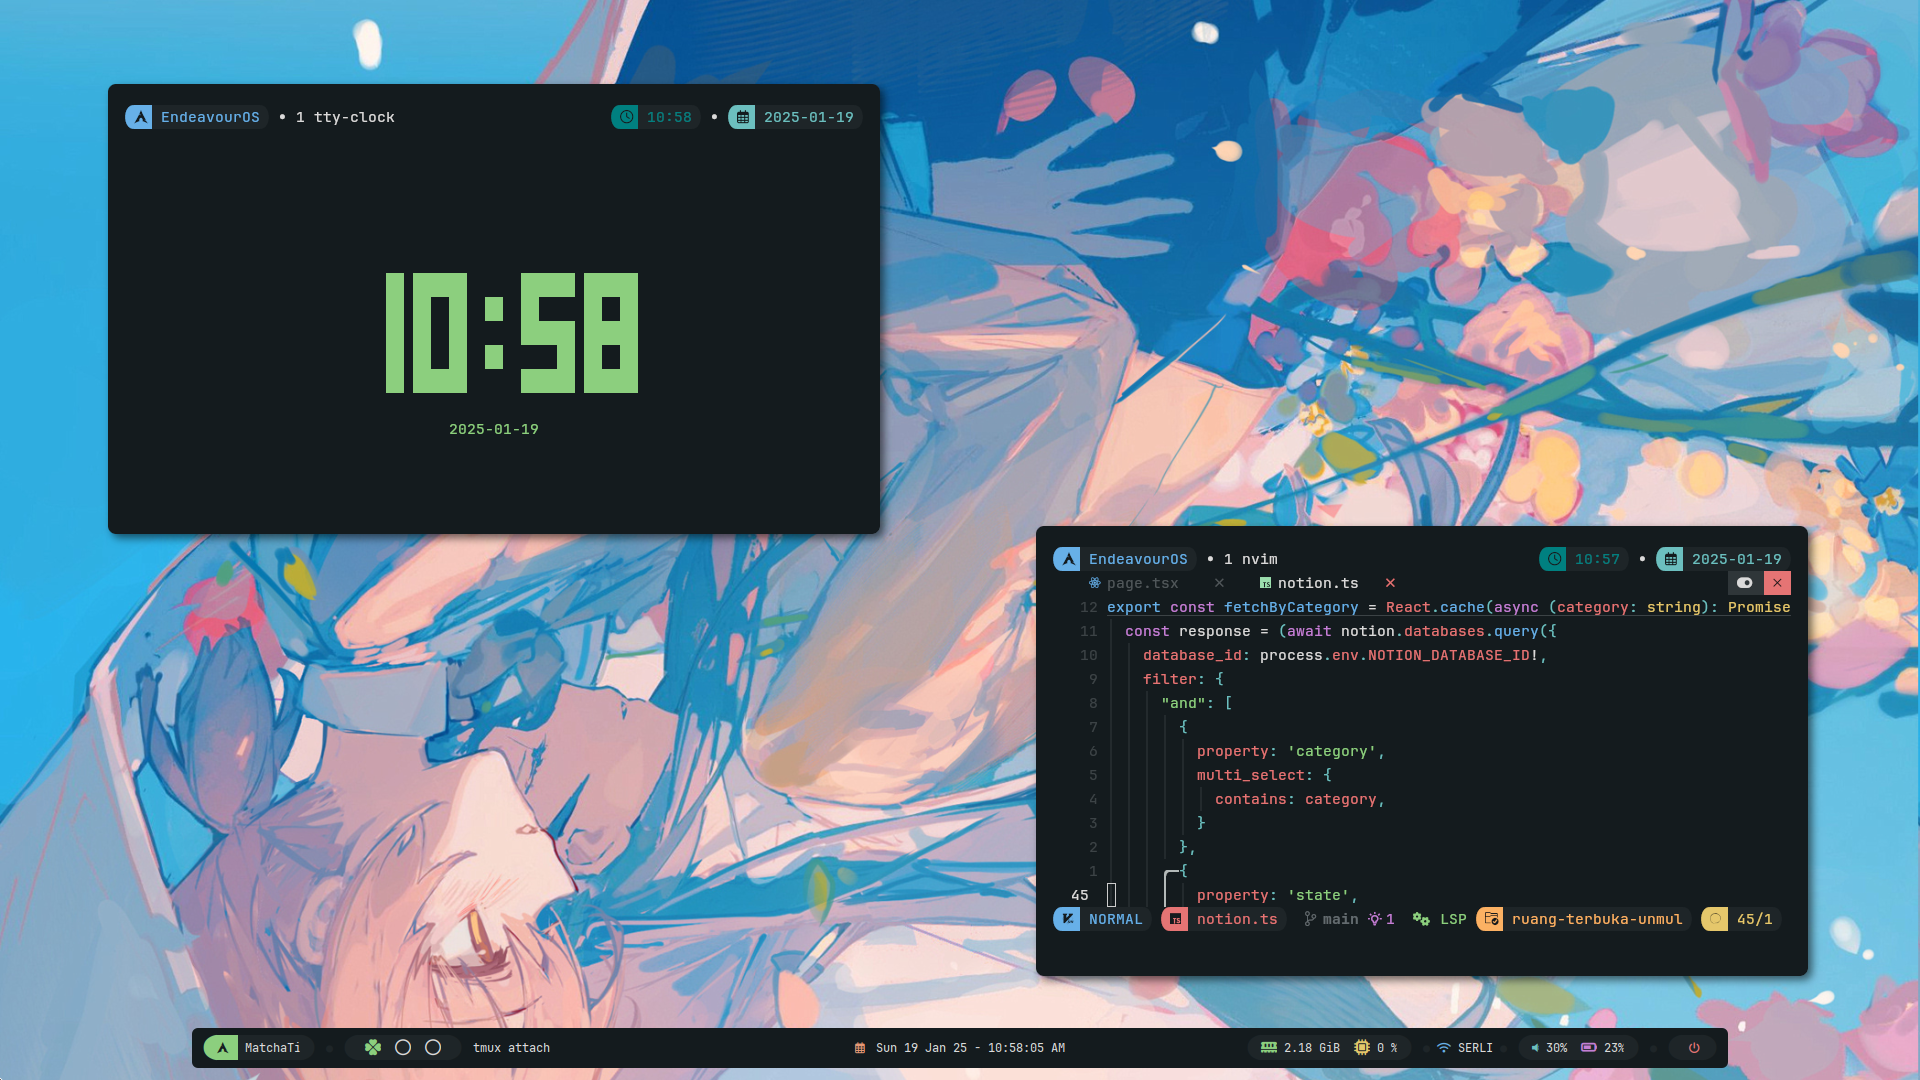 EndeavourOS • 1 tty-clock 10:58 • 2025-01-19
10:58
2025-01-19
EndeavourOS • 1 nvim 10:57 • 2025-01-19
page.tsx notion.ts
12 export const fetchByCategory = React.cache(async (category: string): Promise
11 const response = (await notion.databases.query({
10 database_id: process.env.NOTION_DATABASE_ID!,
9 filter: {
8 "and": [
7 {
6 property: 'category',
5 multi_select: {
4 contains: category,
3 }
2 },
1 {
45 property: 'state',
NORMAL TS notion.ts main 1 LSP ruang-terbuka-unmul 45/1
MatchaTi tmux attach Sun 19 Jan 25 - 10:58:05 AM 2.18 GiB 0 % SERLI 30% 23%